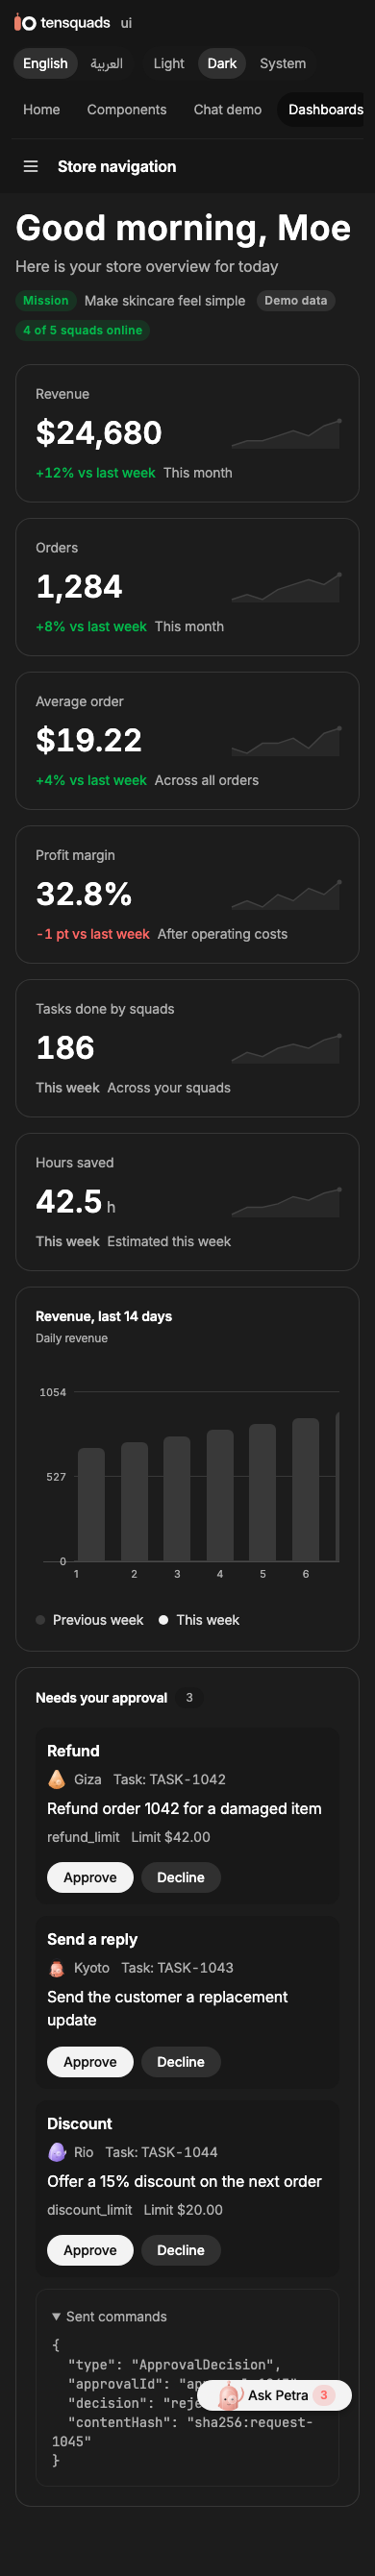 tensquads ui
English العربية Light Dark System
Home Components Chat demo Dashboards
Store navigation
Good morning, Moe
Here is your store overview for today
Mission Make skincare feel simple Demo data
4 of 5 squads online
Revenue
$24,680
+12% vs last week This month
Orders
1,284
+8% vs last week This month
Average order
$19.22
+4% vs last week Across all orders
Profit margin
32.8%
-1 pt vs last week After operating costs
Tasks done by squads
186
This week Across your squads
Hours saved
42.5 h
This week Estimated this week
Revenue, last 14 days
Daily revenue
1054
527
0
1 2 3 4 5 6
Previous week This week
Needs your approval 3
Refund
Giza Task: TASK-1042
Refund order 1042 for a damaged item
refund_limit Limit $42.00
Approve Decline
Send a reply
Kyoto Task: TASK-1043
Send the customer a replacement
update
Approve Decline
Discount
Rio Task: TASK-1044
Offer a 15% discount on the next order
discount_limit Limit $20.00
Approve Decline
▼ Sent commands
{
"type": "ApprovalDecision",
"approvalId":
"decision":
Ask Petra 3
"contentHash": "sha256:request-
1045"
}